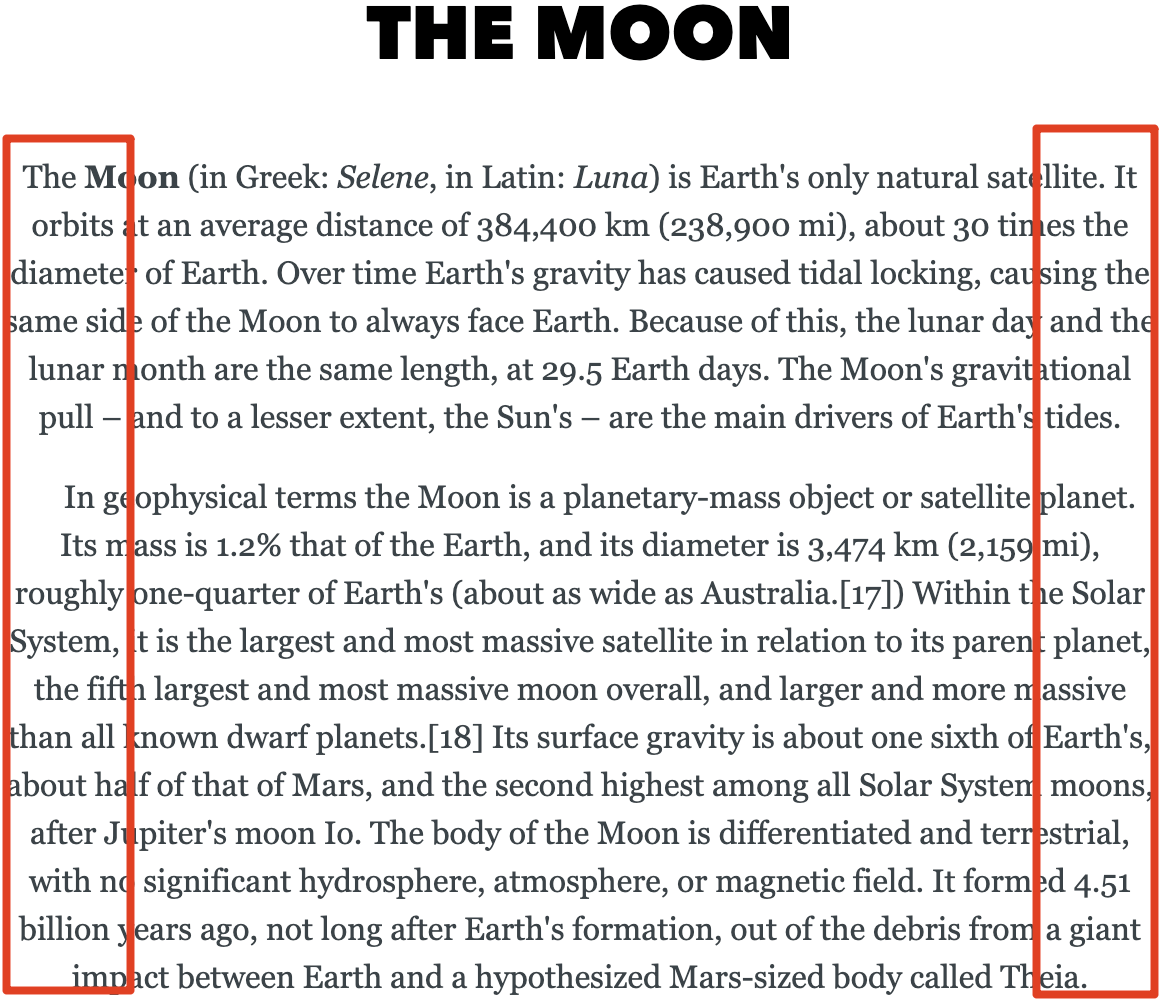 THE MOON
The Moon (in Greek: Selene, in Latin: Luna) is Earth's only natural satellite. It
orbits at an average distance of 384,400 km (238,900 mi), about 30 times the
diameter of Earth. Over time Earth's gravity has caused tidal locking, causing the
same side of the Moon to always face Earth. Because of this, the lunar day and the
lunar month are the same length, at 29.5 Earth days. The Moon's gravitational
pull – and to a lesser extent, the Sun's – are the main drivers of Earth's tides.
In geophysical terms the Moon is a planetary-mass object or satellite planet.
Its mass is 1.2% that of the Earth, and its diameter is 3,474 km (2,159 mi),
roughly one-quarter of Earth's (about as wide as Australia.[17]) Within the Solar
System, it is the largest and most massive satellite in relation to its parent planet,
the fifth largest and most massive moon overall, and larger and more massive
than all known dwarf planets.[18] Its surface gravity is about one sixth of Earth's,
about half of that of Mars, and the second highest among all Solar System moons,
after Jupiter's moon Io. The body of the Moon is differentiated and terrestrial,
with no significant hydrosphere, atmosphere, or magnetic field. It formed 4.51
billion years ago, not long after Earth's formation, out of the debris from a giant
impact between Earth and a hypothesized Mars-sized body called Theia.